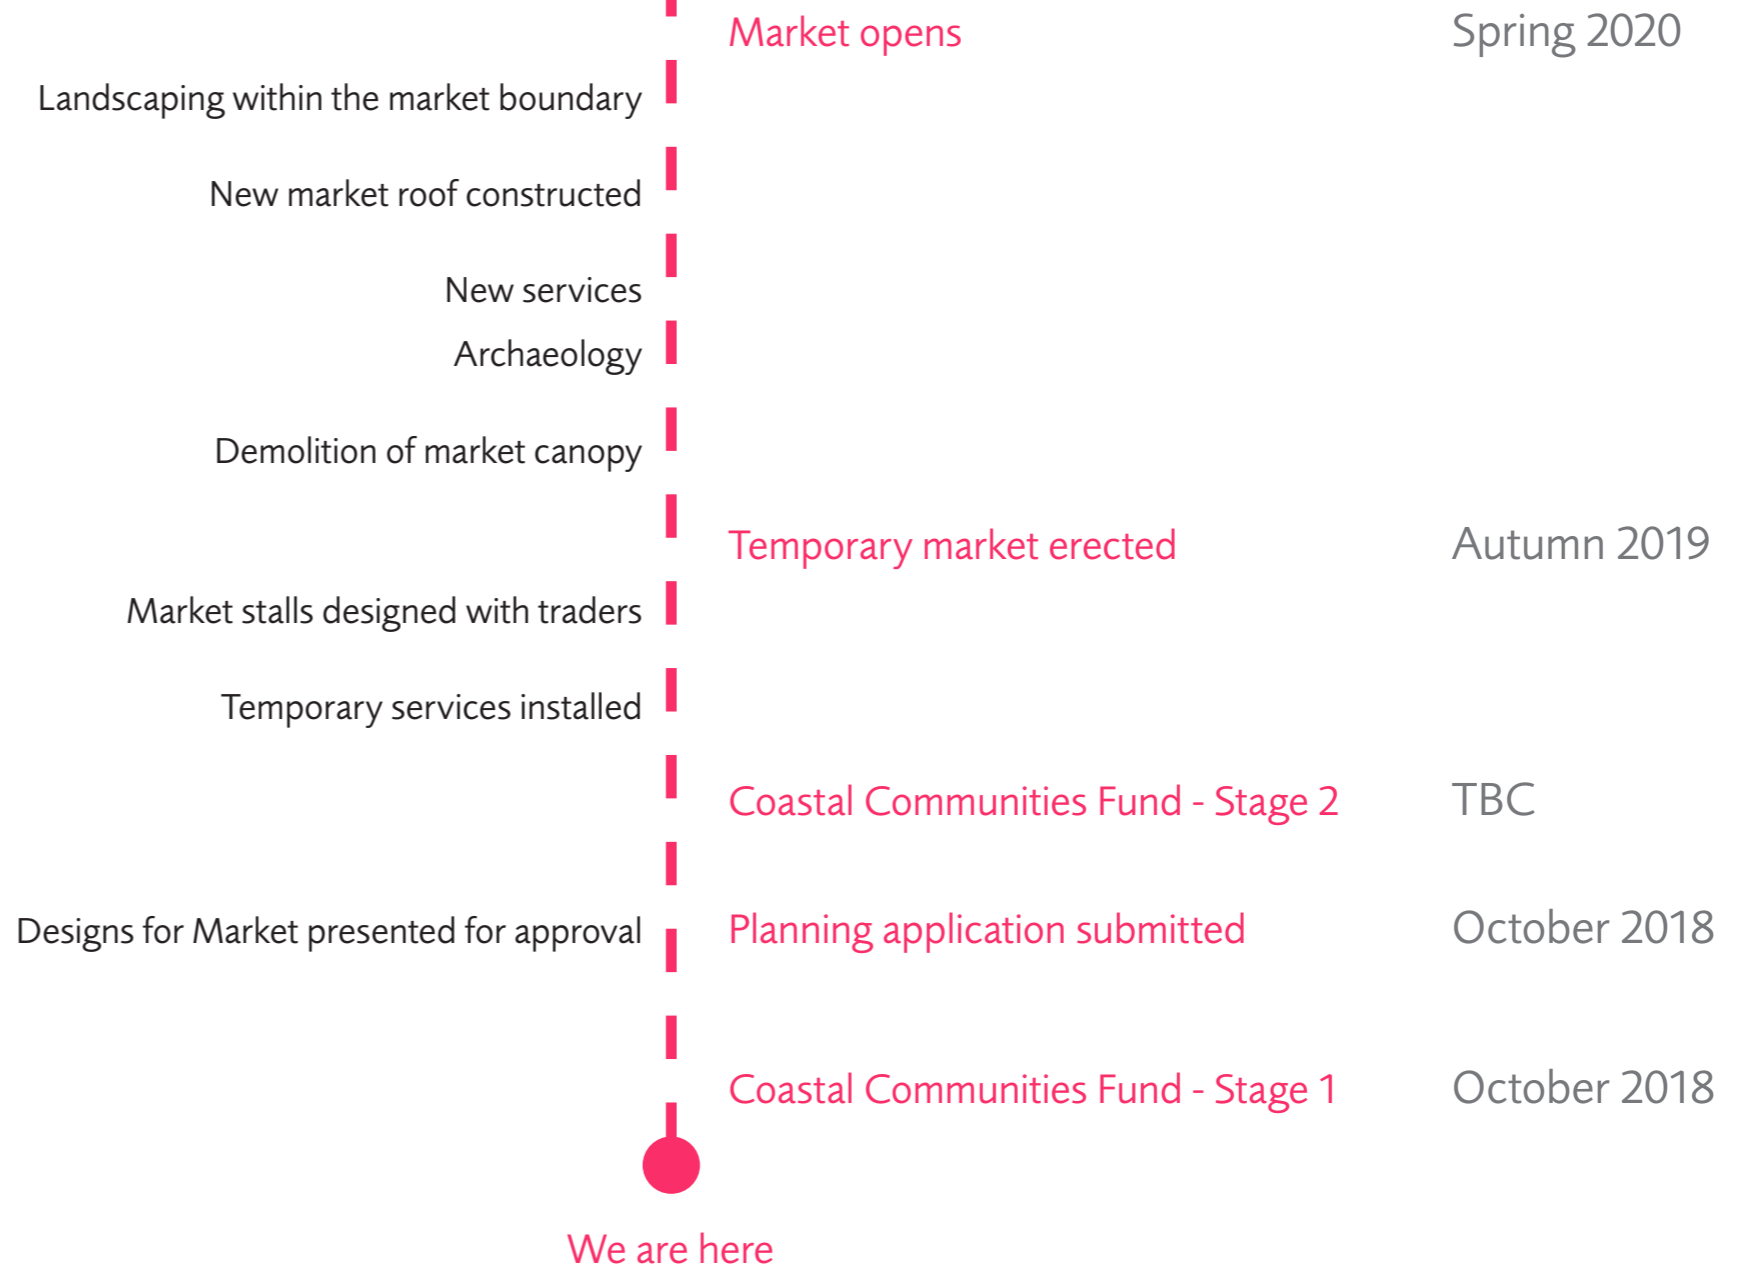 Market opens Spring 2020
Landscaping within the market boundary
New market roof constructed
New services
Archaeology
Demolition of market canopy
Temporary market erected Autumn 2019
Market stalls designed with traders
Temporary services installed
Coastal Communities Fund - Stage 2 TBC
Designs for Market presented for approval Planning application submitted October 2018
Coastal Communities Fund - Stage 1 October 2018
We are here